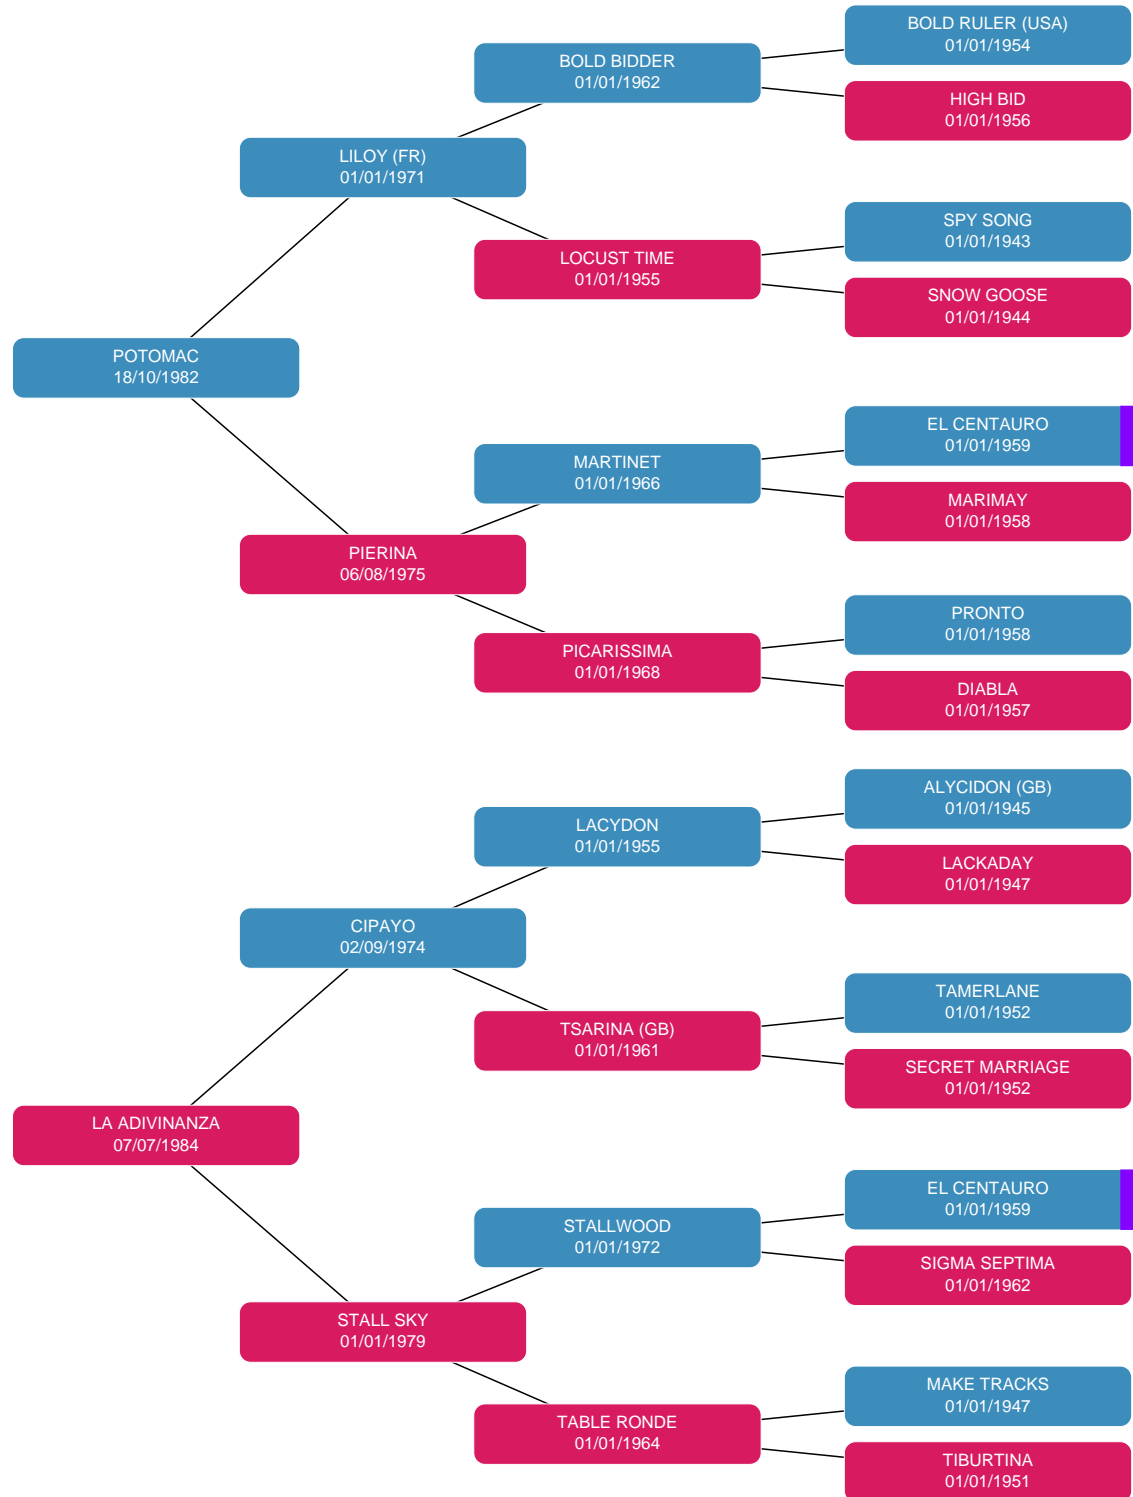 BOLD RULER (USA)
01/01/1954
BOLD BIDDER
01/01/1962
HIGH BID
01/01/1956
LILOY (FR)
01/01/1971
SPY SONG
01/01/1943
LOCUST TIME
01/01/1955
SNOW GOOSE
01/01/1944
POTOMAC
18/10/1982
EL CENTAURO
01/01/1959
MARTINET
01/01/1966
MARIMAY
01/01/1958
PIERINA
06/08/1975
PRONTO
01/01/1958
PICARISSIMA
01/01/1968
DIABLA
01/01/1957
ALYCIDON (GB)
01/01/1945
LACYDON
01/01/1955
LACKADAY
01/01/1947
CIPAYO
02/09/1974
TAMERLANE
01/01/1952
TSARINA (GB)
01/01/1961
SECRET MARRIAGE
01/01/1952
LA ADIVINANZA
07/07/1984
EL CENTAURO
01/01/1959
STALLWOOD
01/01/1972
SIGMA SEPTIMA
01/01/1962
STALL SKY
01/01/1979
MAKE TRACKS
01/01/1947
TABLE RONDE
01/01/1964
TIBURTINA
01/01/1951